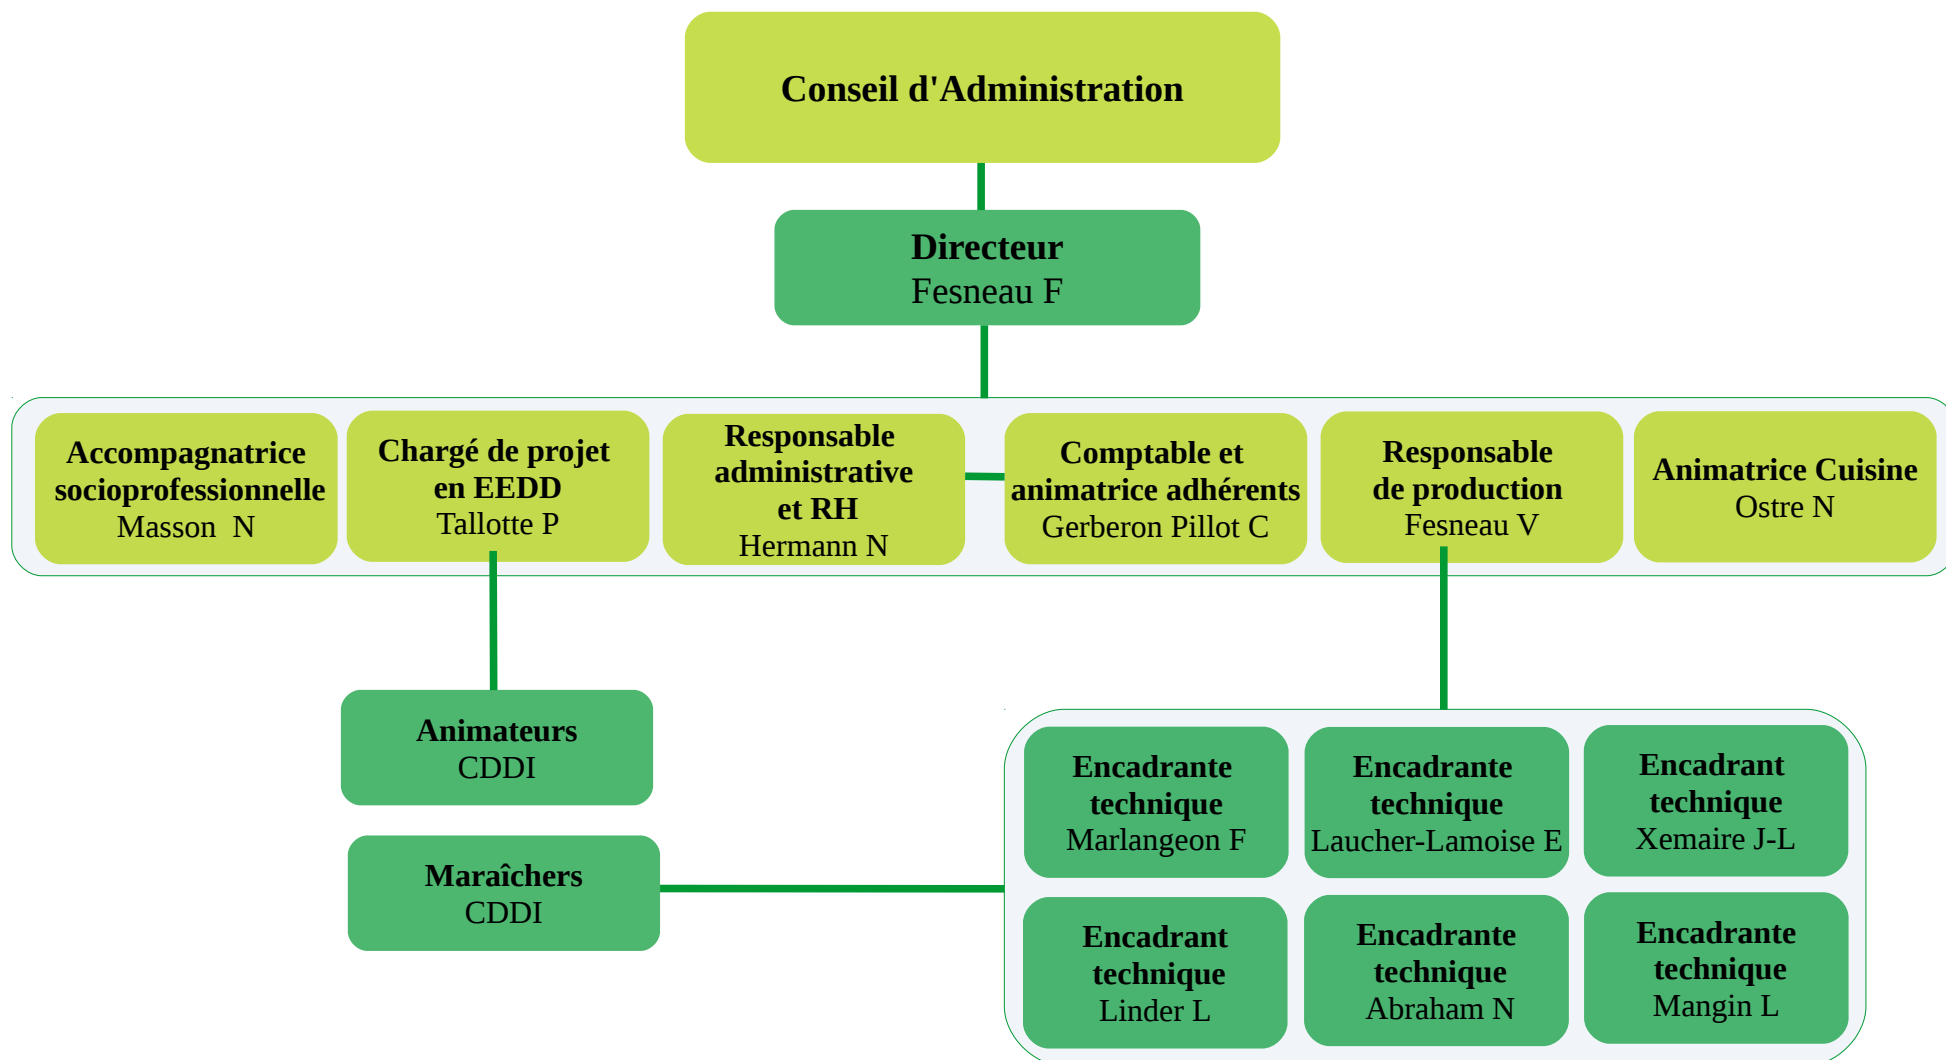 Conseil d'Administration
Directeur
Fesneau F
Accompagnatrice
socioprofessionnelle
Masson  N
Chargé de projet
en EEDD
Tallotte P
Responsable
administrative
et RH
Hermann N
Comptable et
animatrice adhérents
Gerberon Pillot C
Responsable
de production
Fesneau V
Animatrice Cuisine
Ostre N
Animateurs
CDDI
Maraîchers
CDDI
Encadrante
technique
Marlangeon F
Encadrante
technique
Laucher-Lamoise E
Encadrant
technique
Xemaire J-L
Encadrant
technique
Linder L
Encadrante
technique
Abraham N
Encadrante
technique
Mangin L